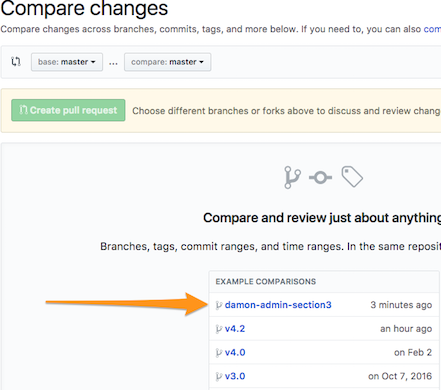 Compare changes
Compare changes across branches, commits, tags, and more below. If you need to, you can also com
base: master ... compare: master
Create pull request Choose different branches or forks above to discuss and review chang
Compare and review just about anything
Branches, tags, commit ranges, and time ranges. In the same reposit
EXAMPLE COMPARISONS
damon-admin-section3 3 minutes ago
v4.2 an hour ago
v4.0 on Feb 2
v3.0 on Oct 7, 2016